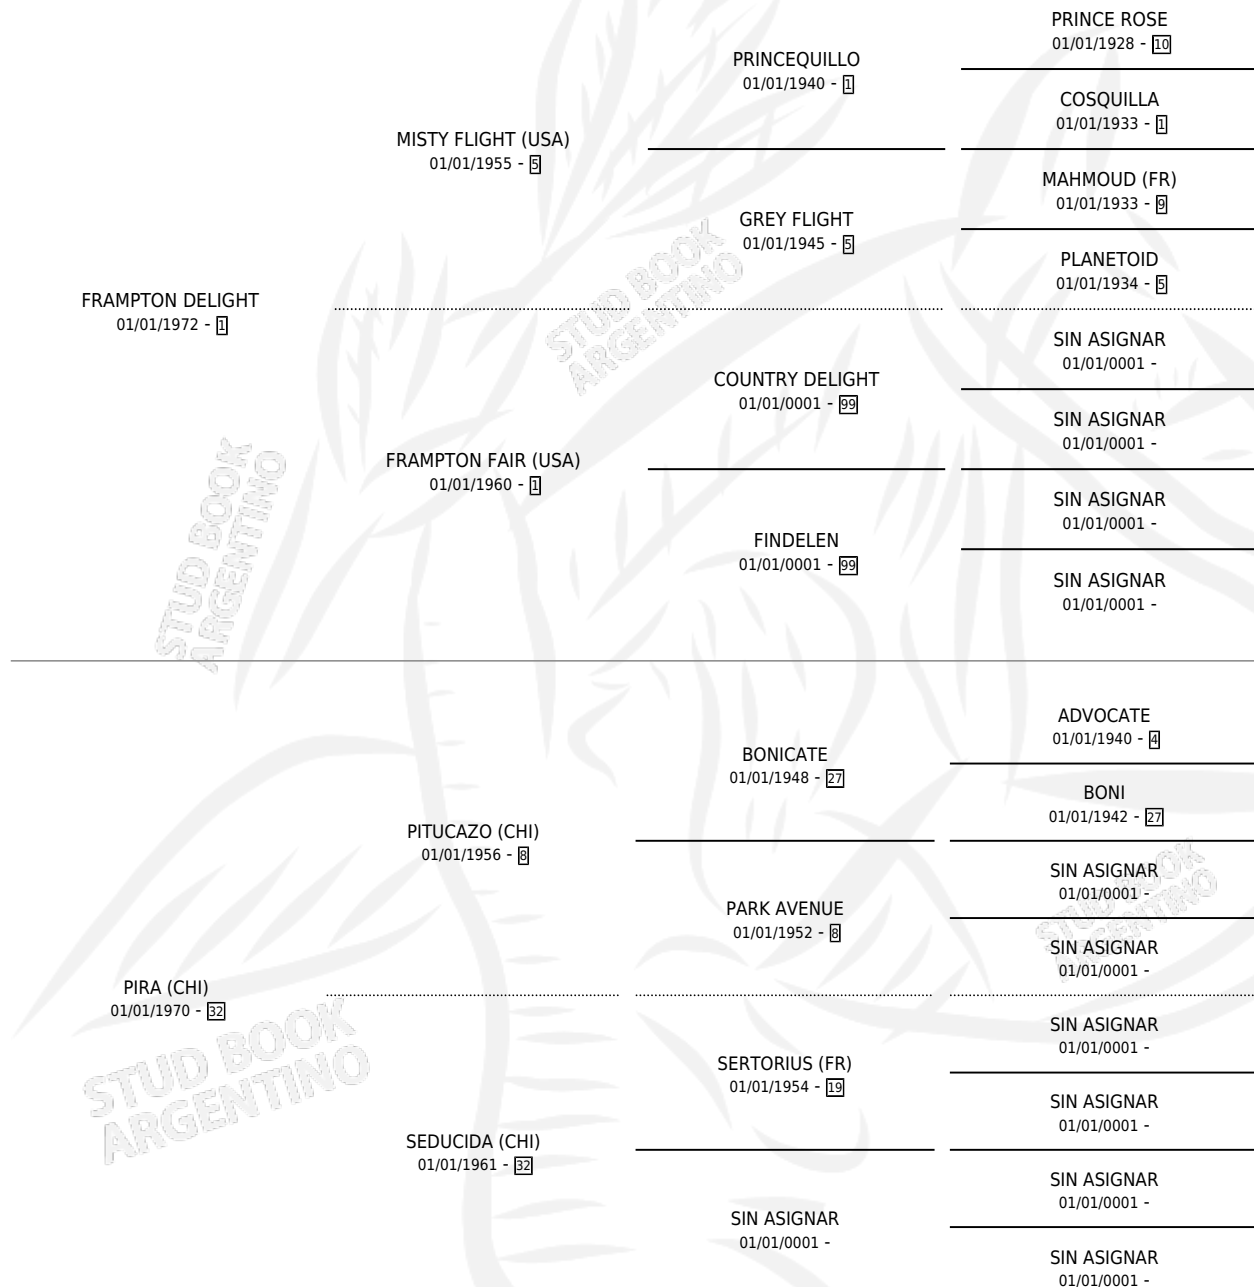 PRINCE ROSE
01/01/1928 - 10
PRINCEQUILLO
01/01/1940 - 1
COSQUILLA
01/01/1933 - 1
MISTY FLIGHT (USA)
01/01/1955 - 5
MAHMOUD (FR)
01/01/1933 - 9
GREY FLIGHT
01/01/1945 - 5
PLANETOID
01/01/1934 - 5
FRAMPTON DELIGHT
01/01/1972 - 1
STUD BOOK
ARGENTINO
SIN ASIGNAR
01/01/0001 -
COUNTRY DELIGHT
01/01/0001 - 99
SIN ASIGNAR
01/01/0001 -
FRAMPTON FAIR (USA)
01/01/1960 - 1
SIN ASIGNAR
01/01/0001 -
FINDELEN
01/01/0001 - 99
SIN ASIGNAR
01/01/0001 -
STUD BOOK
ARGENTINO
ADVOCATE
01/01/1940 - 4
BONICATE
01/01/1948 - 27
BONI
01/01/1942 - 27
PITUCAZO (CHI)
01/01/1956 - 8
SIN ASIGNAR
01/01/0001 -
PARK AVENUE
01/01/1952 - 8
SIN ASIGNAR
01/01/0001 -
STUD BOOK
ARGENTINO
PIRA (CHI)
01/01/1970 - 32
SIN ASIGNAR
01/01/0001 -
SERTORIUS (FR)
01/01/1954 - 19
SIN ASIGNAR
01/01/0001 -
STUD BOOK
ARGENTINO
SEDUCIDA (CHI)
01/01/1961 - 32
SIN ASIGNAR
01/01/0001 -
SIN ASIGNAR
01/01/0001 -
SIN ASIGNAR
01/01/0001 -